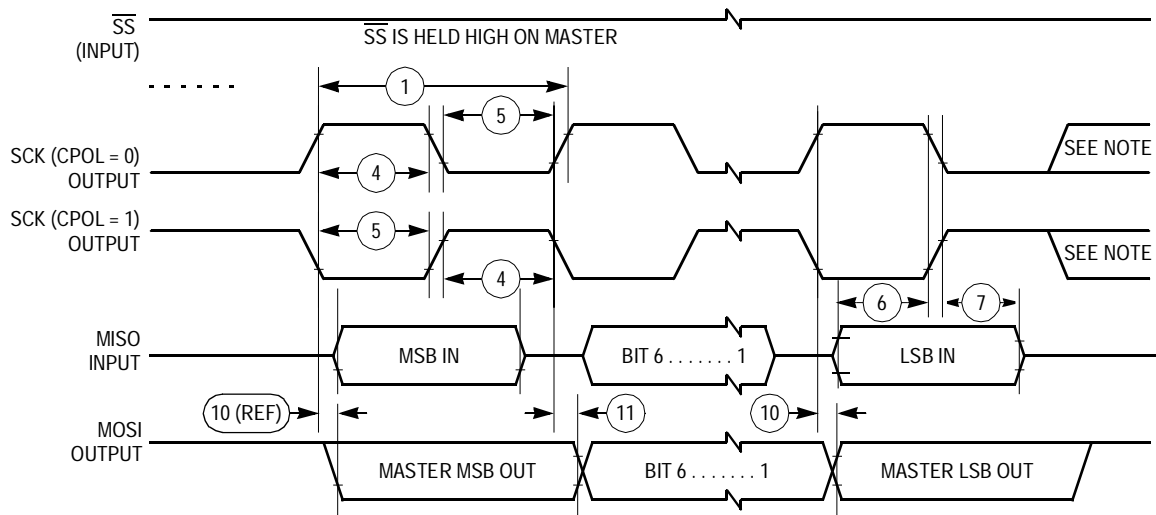 SS
(INPUT)
SS IS HELD HIGH ON MASTER
1
5
SCK (CPOL = 0)
OUTPUT
4
SEE NOTE
SCK (CPOL = 1)
OUTPUT
5
4
SEE NOTE
6
7
MISO
INPUT
MSB IN
BIT 6 . . . . . . . 1
LSB IN
10 (REF)
11
10
MOSI
OUTPUT
MASTER MSB OUT
BIT 6 . . . . . . . 1
MASTER LSB OUT